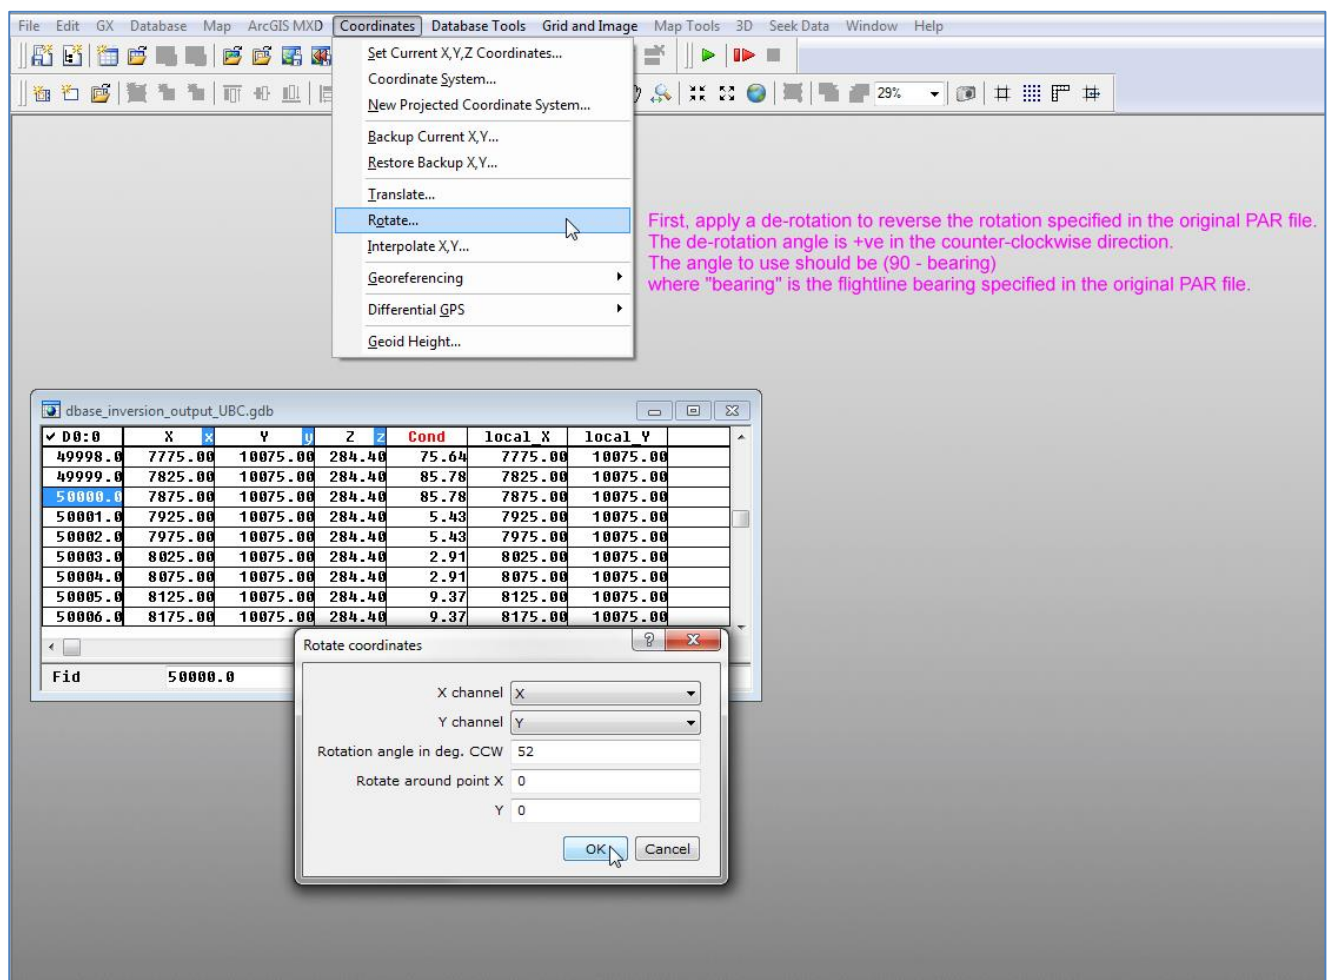 File Edit GX Database Map ArcGIS MXD Coordinates Database Tools Grid and Image Map Tools 3D Seek Data Window Help
Set Current X,Y,Z Coordinates...
Coordinate System...
New Projected Coordinate System...
29%
Backup Current X,Y...
Restore Backup X,Y...
Translate...
Rotate...
Interpolate X,Y...
Georeferencing
Differential GPS
Geoid Height...
First, apply a de-rotation to reverse the rotation specified in the original PAR file.
The de-rotation angle is +ve in the counter-clockwise direction.
The angle to use should be (90 - bearing)
where "bearing" is the flightline bearing specified in the original PAR file.
dbase_inversion_output_UBC.gdb
D0:0 X x Y y Z z Cond local_X local_Y
49998.0 7775.00 10075.00 284.40 75.64 7775.00 10075.00
49999.0 7825.00 10075.00 284.40 85.78 7825.00 10075.00
50000.0 7875.00 10075.00 284.40 85.78 7875.00 10075.00
50001.0 7925.00 10075.00 284.40 5.43 7925.00 10075.00
50002.0 7975.00 10075.00 284.40 5.43 7975.00 10075.00
50003.0 8025.00 10075.00 284.40 2.91 8025.00 10075.00
50004.0 8075.00 10075.00 284.40 2.91 8075.00 10075.00
50005.0 8125.00 10075.00 284.40 9.37 8125.00 10075.00
50006.0 8175.00 10075.00 284.40 9.37 8175.00 10075.00
Fid 50000.0
Rotate coordinates
X channel X
Y channel Y
Rotation angle in deg. CCW 52
Rotate around point X 0
Y 0
OK Cancel